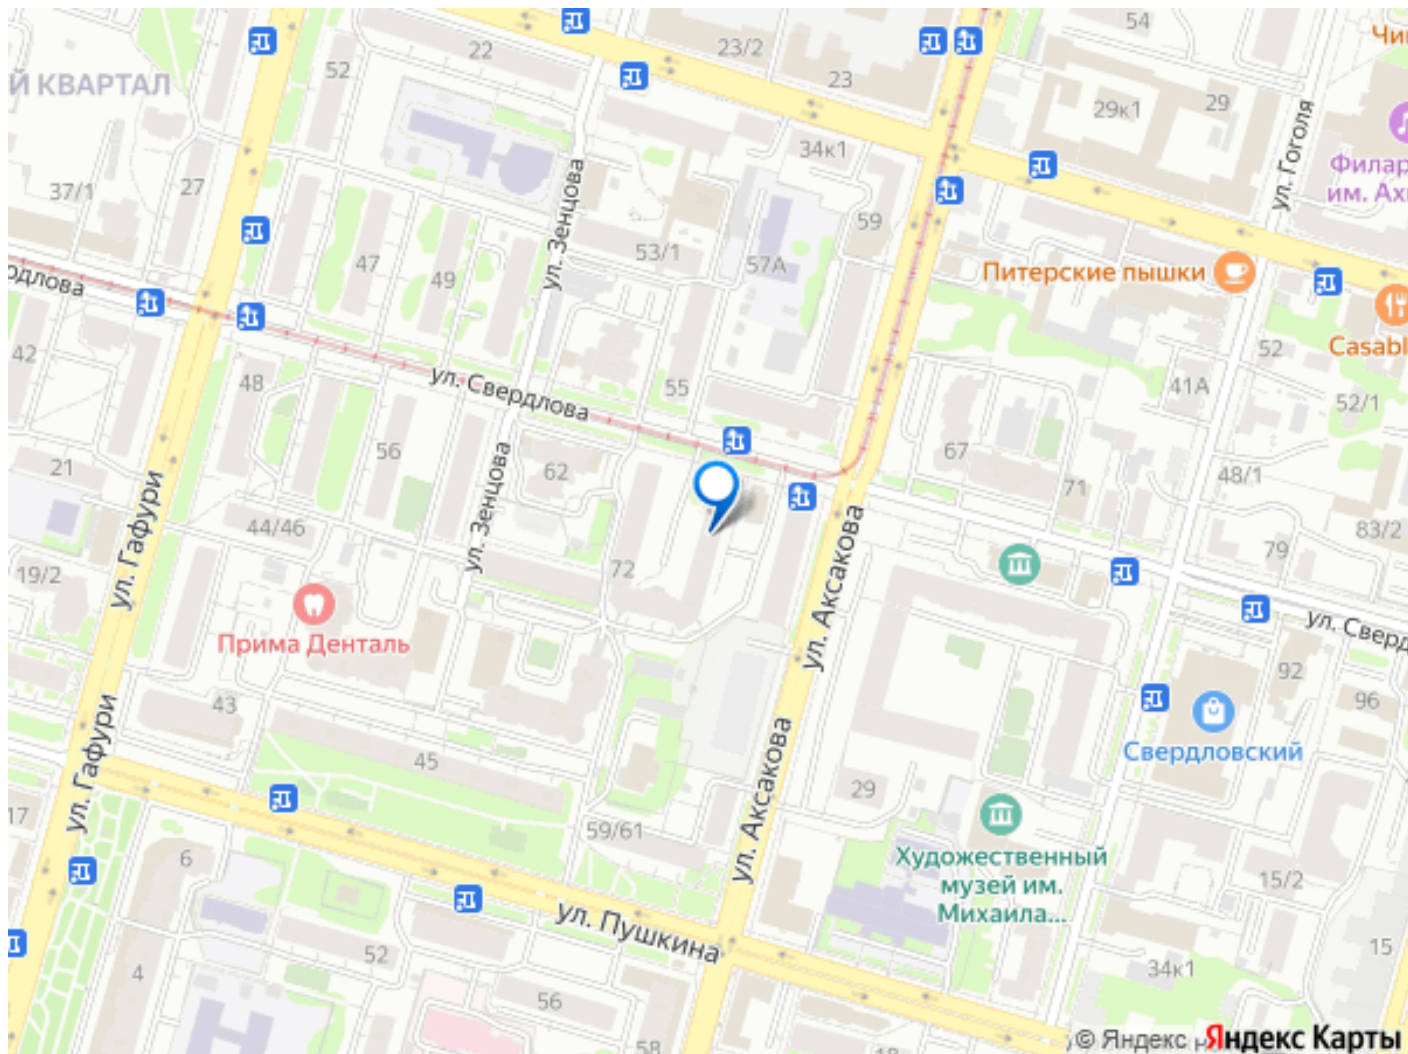 54
Чи
22
23/2
Й КВАРТАЛ
52
23
29к1
29
ул. Гоголя
34к1
Филар
им. Ах
37/1
27
ул. Зенцова
59
53/1
57А
47
49
Питерские пышки
рдлова
42
48
ул. Свердлова
55
52
Casabl
41А
52/1
56
62
67
21
71
48/1
83/2
44/46
ул. Гафури
ул. Зенцова
72
79
19/2
ул. Аксакова
Прима Денталь
ул. Сверд
92
96
43
45
Свердловский
ул. Гафури
29
17
59/61
ул. Аксакова
6
Художественный
музей им.
Михаила...
15/2
ул. Пушкина
15
52
4
34к1
56
58
© Яндекс
Яндекс Карты